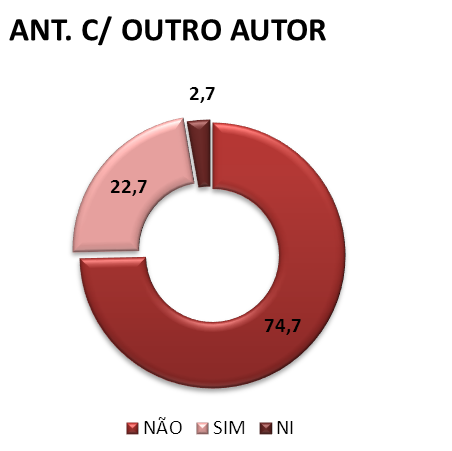 ANT. C/ OUTRO AUTOR
2,7
22,7
74,7
NÃO SIM NI